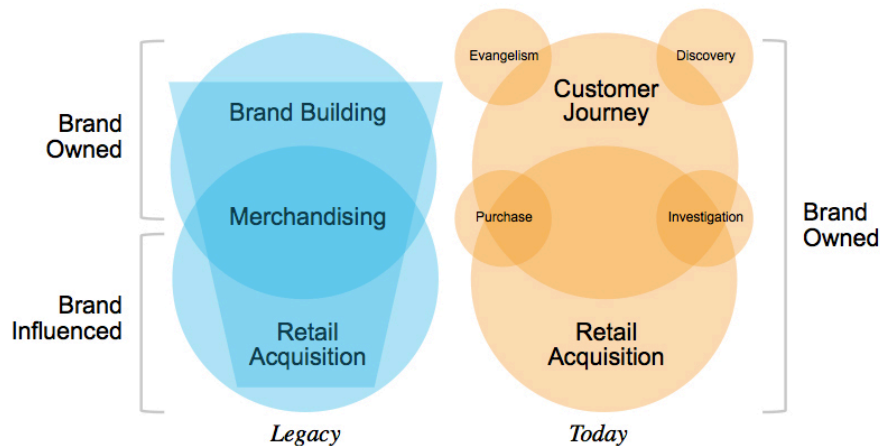 Brand
Owned
Brand
Influenced
Brand Building
Merchandising
Retail
Acquisition
Legacy
Evangelism
Discovery
Customer
Journey
Purchase
Investigation
Retail
Acquisition
Today
Brand
Owned